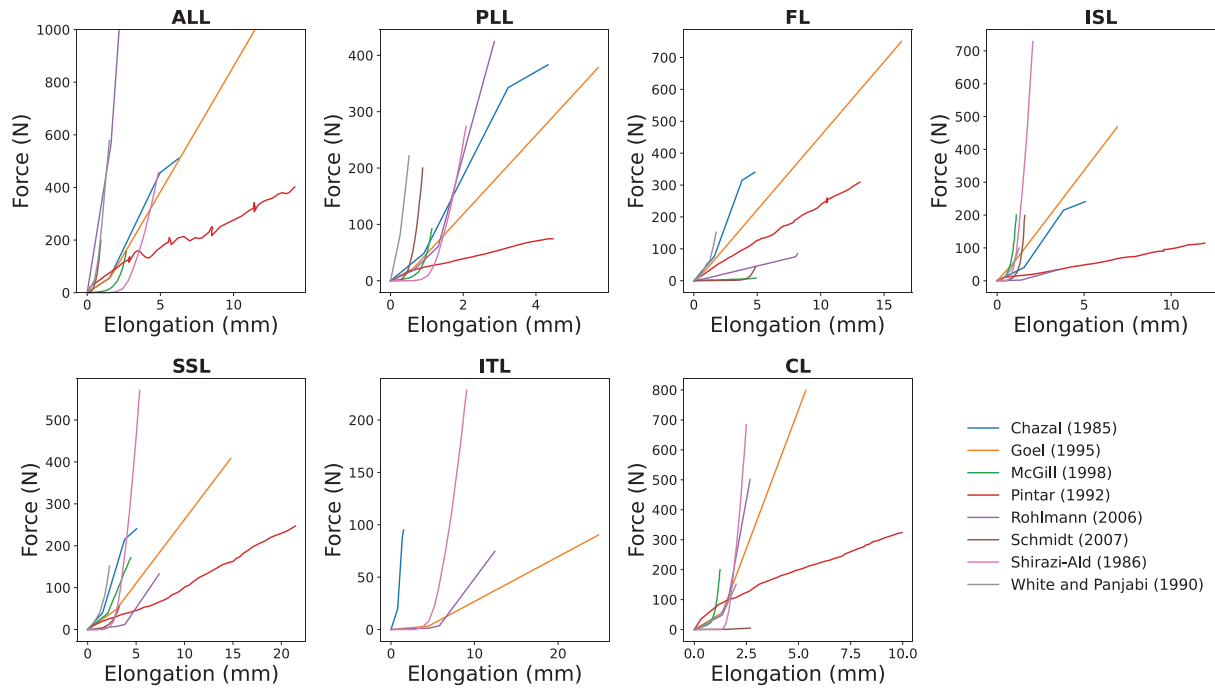 ALL PLL FL ISL
1000
800
600
400
200
0
0 5 10
Force (N)
Elongation (mm)
400
300
200
100
0
0 2 4
Force (N)
Elongation (mm)
700
600
500
400
300
200
100
0
0 5 10 15
Force (N)
Elongation (mm)
700
600
500
400
300
200
100
0
0 5 10
Force (N)
Elongation (mm)
SSL ITL CL
500
400
300
200
100
0
0 5 10 15 20
Force (N)
Elongation (mm)
200
150
100
50
0
0 10 20
Force (N)
Elongation (mm)
800
700
600
500
400
300
200
100
0
0.0 2.5 5.0 7.5 10.0
Force (N)
Elongation (mm)
Chazal (1985)
Goel (1995)
McGill (1998)
Pintar (1992)
Rohlmann (2006)
Schmidt (2007)
Shirazi-Ald (1986)
White and Panjabi (1990)